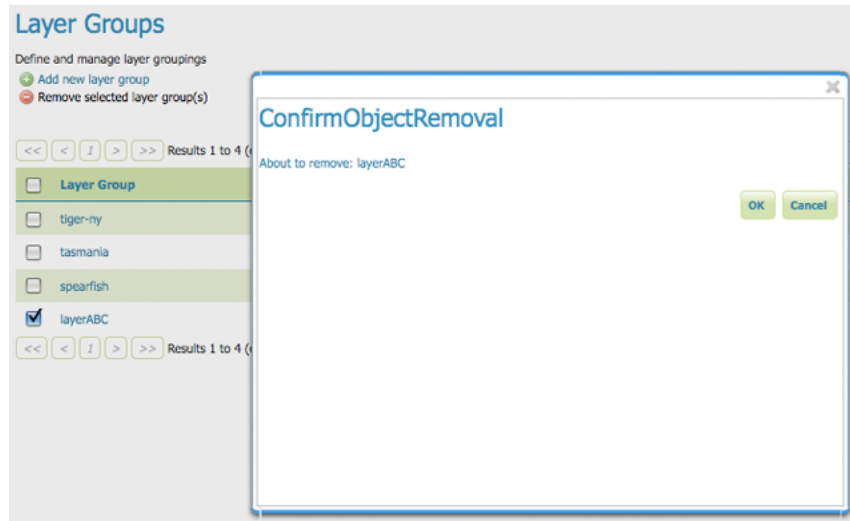 Layer Groups
Define and manage layer groupings
Add new layer group
Remove selected layer group(s)
<< < 1 > >> Results 1 to 4 (
Layer Group
tiger-ny
tasmania
spearfish
layerABC
<< < 1 > >> Results 1 to 4 (
ConfirmObjectRemoval
About to remove: layerABC
OK Cancel